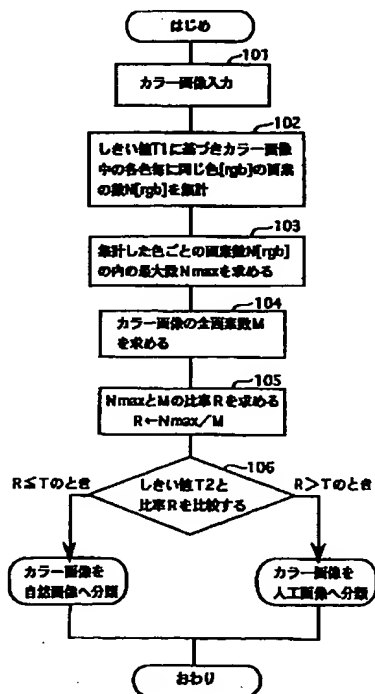 はじめ
101
カラー画像入力
102
しきい値T1に基づきカラー画像
中の各色毎に同じ色[rgb]の画素
の数N[rgb]を集計
103
集計した色ごとの画素数N[rgb]
の内の最大数Nmaxを求める
104
カラー画像の全画素数M
を求める
105
NmaxとMの比率Rを求める
R←Nmax/M
106
R≦Tのとき
しきい値T2と
比率Rを比較する
R>Tのとき
カラー画像を
自然画像へ分類
カラー画像を
人工画像へ分類
おわり